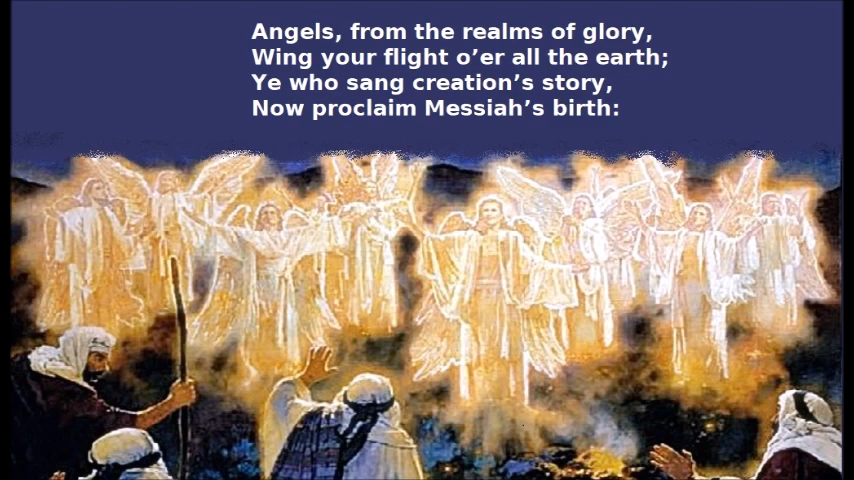 Angels, from the realms of glory,
Wing your flight o’er all the earth;
Ye who sang creation’s story,
Now proclaim Messiah’s birth: